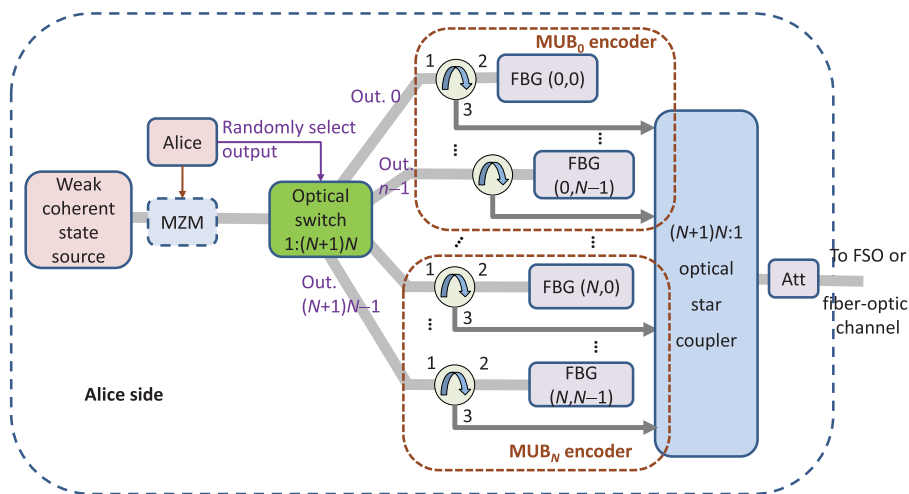 MUB0 encoder
1
2
FBG (0,0)
3
Out. 0
Randomly select
output
Alice
...
...
Out.
n−1
FBG
(0,N−1)
Weak
coherent
state
source
MZM
Optical
switch
1:(N+1)N
(N+1)N:1
optical
star
coupler
...
...
To FSO or
fiber-optic
channel
Att
1
2
FBG (N,0)
3
Out.
(N+1)N−1
...
...
1
2
FBG
(N,N−1)
3
Alice side
MUBN encoder